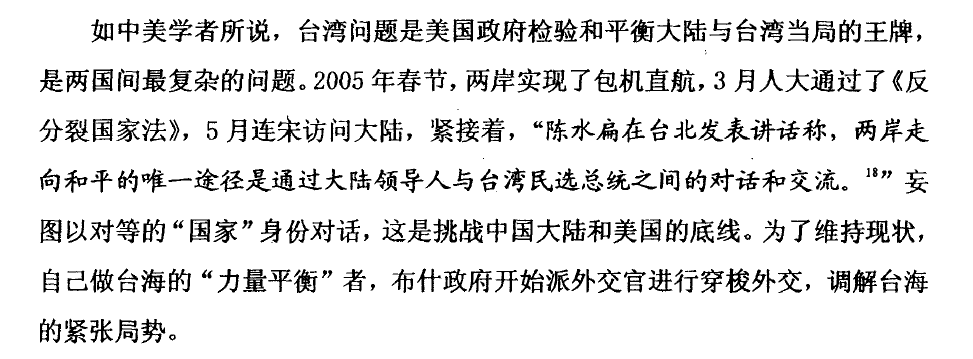 如中美学者所说，台湾问题是美国政府检验和平衡大陆与台湾当局的王牌，
是两国间最复杂的问题。2005年春节，两岸实现了包机直航，3月人大通过了《反
分裂国家法》，5月连宋访问大陆，紧接着，“陈水扁在台北发表讲话称，两岸走
向和平的唯一途径是通过大陆领导人与台湾民选总统之间的对话和交流。18”妄
图以对等的“国家”身份对话，这是挑战中国大陆和美国的底线。为了维持现状，
自己做台海的“力量平衡”者，布什政府开始派外交官进行穿梭外交，调解台海
的紧张局势。